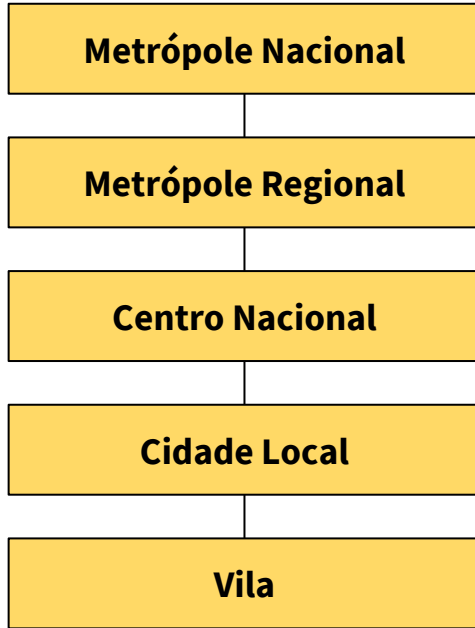 Metrópole Nacional
Metrópole Regional
Centro Nacional
Cidade Local
Vila